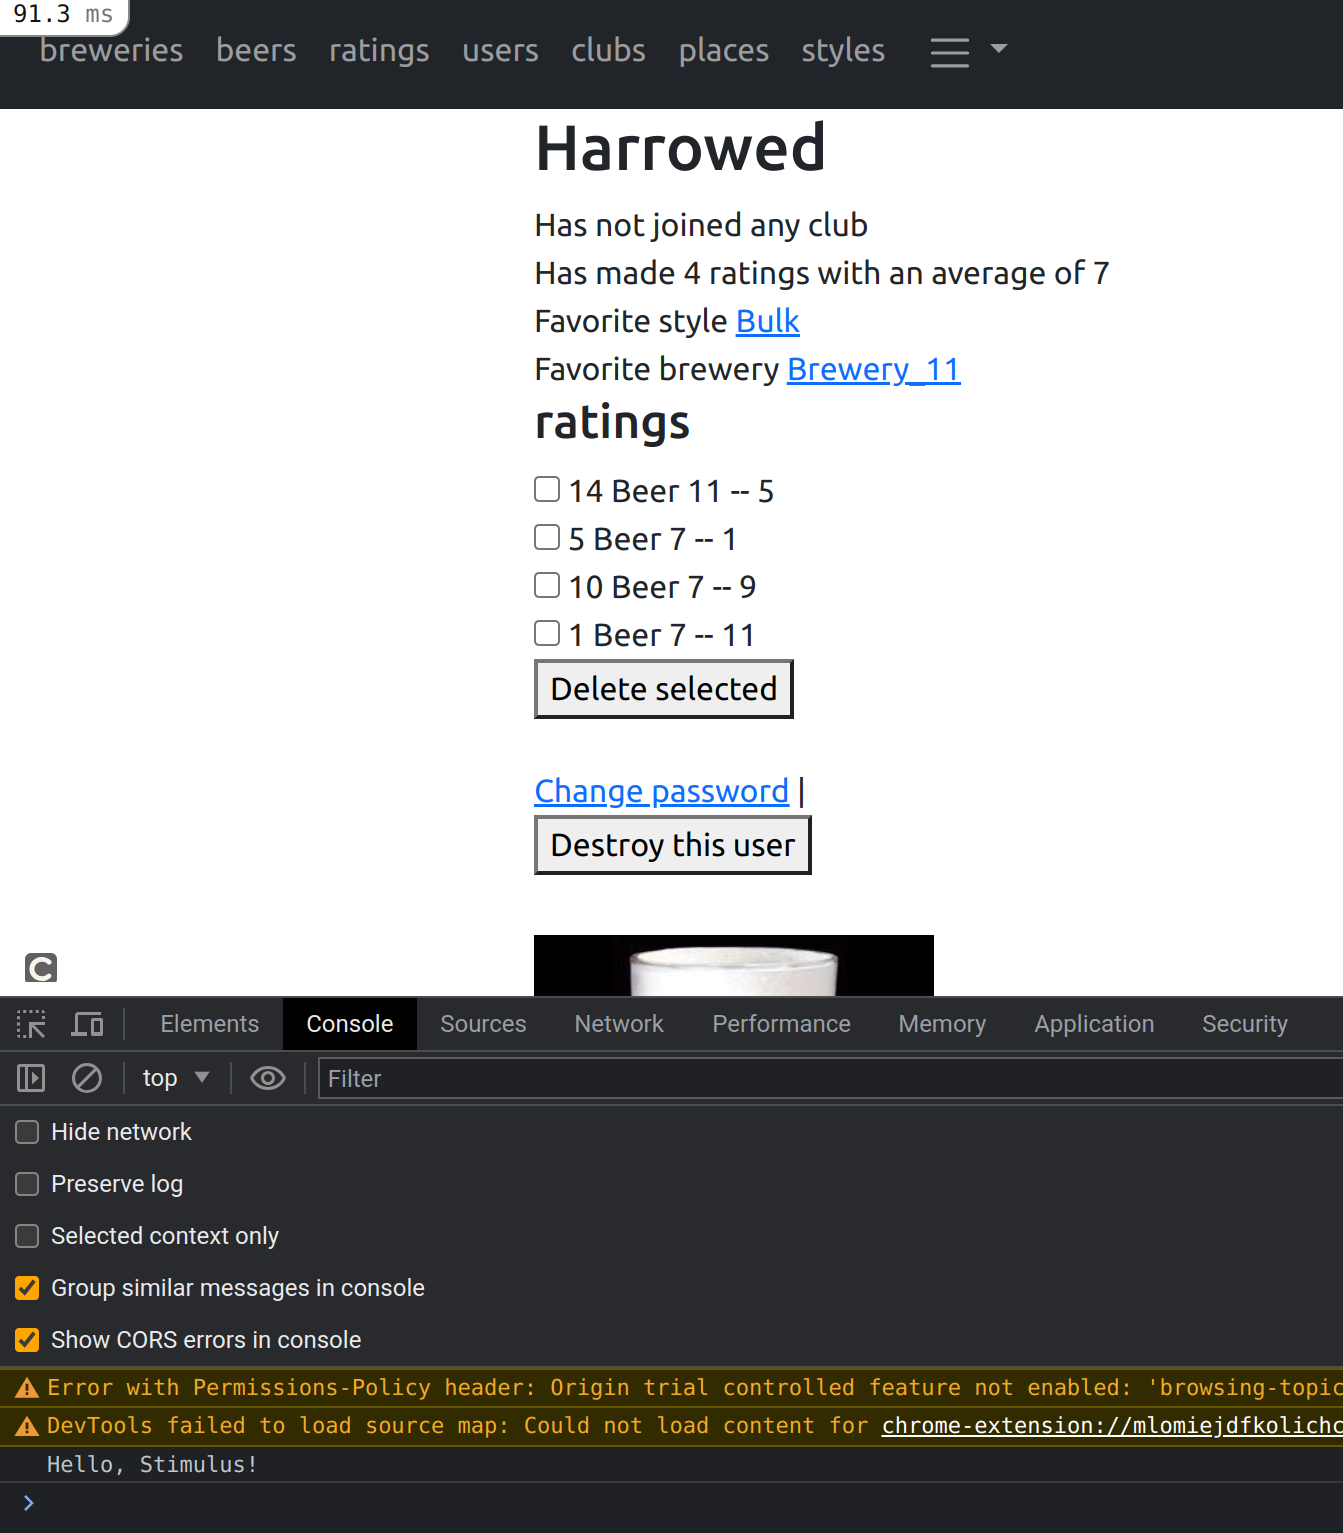 91.3 ms
breweries beers ratings users clubs places styles
Harrowed
Has not joined any club
Has made 4 ratings with an average of 7
Favorite style Bulk
Favorite brewery Brewery_11
ratings
14 Beer 11 -- 5
5 Beer 7 -- 1
10 Beer 7 -- 9
1 Beer 7 -- 11
Delete selected
Change password |
Destroy this user
C
Elements Console Sources Network Performance Memory Application Security
top Filter
Hide network
Preserve log
Selected context only
Group similar messages in console
Show CORS errors in console
Error with Permissions-Policy header: Origin trial controlled feature not enabled: 'browsing-topic
DevTools failed to load source map: Could not load content for chrome-extension://mlomiejdfkolichc
Hello, Stimulus!